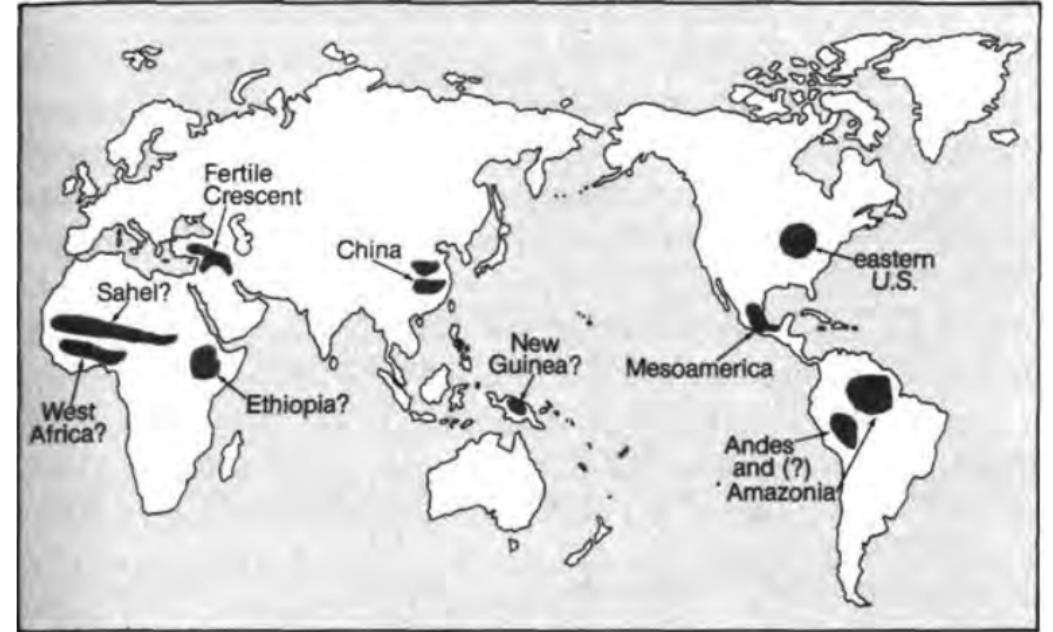 Fertile
Crescent
China
Sahel?
eastern
U.S.
New
Guinea?
Mesoamerica
West
Africa?
Ethiopia?
Andes
and (?)
Amazonia